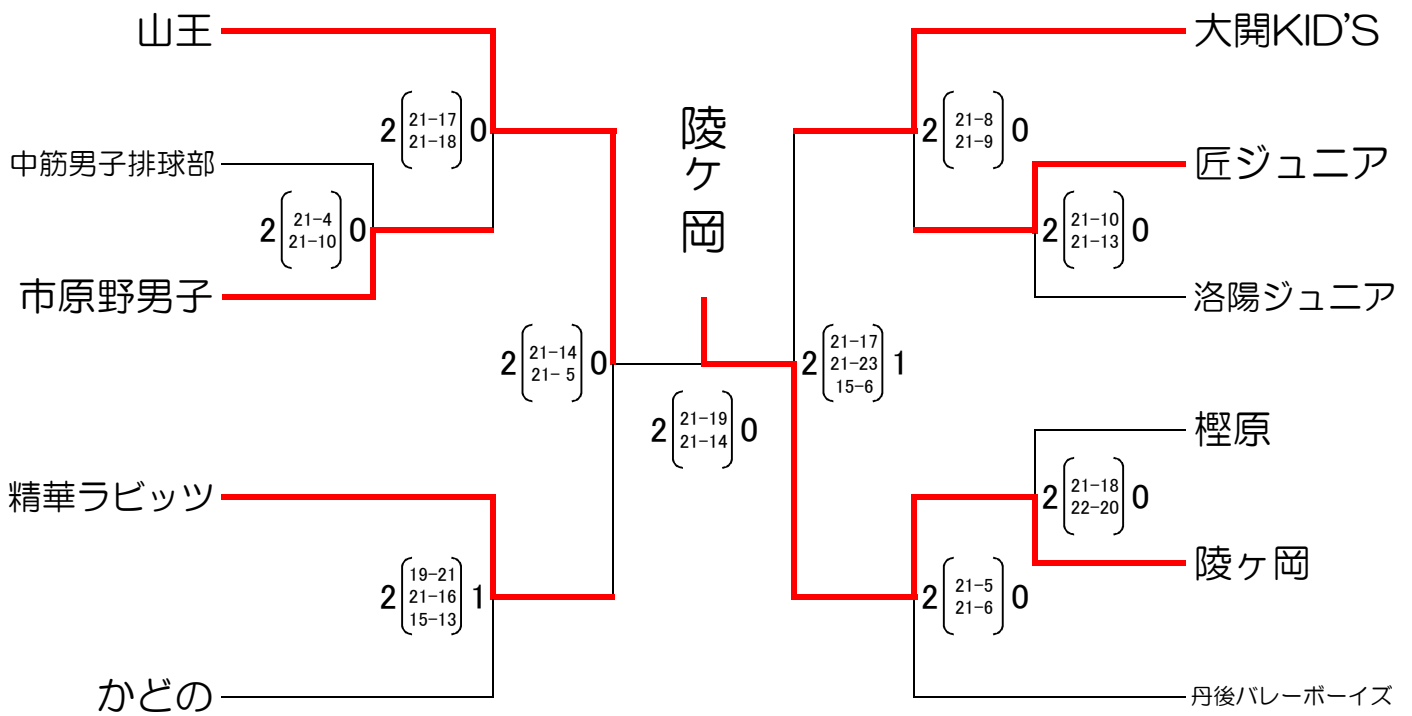 山王
2 21-17 0
21-18
中筋男子排球部
2 21-4 0
21-10
市原野男子
2 21-14 0
21- 5
精華ラビッツ
2 19-21 1
21-16
15-13
かどの
陵ヶ岡
2 21-19 0
21-14
大開KID'S
2 21-8 0
21-9
匠ジュニア
2 21-10 0
21-13
洛陽ジュニア
2 21-17 1
21-23
15-6
樫原
2 21-18 0
22-20
陵ヶ岡
2 21-5 0
21-6
丹後バレーボーイズ